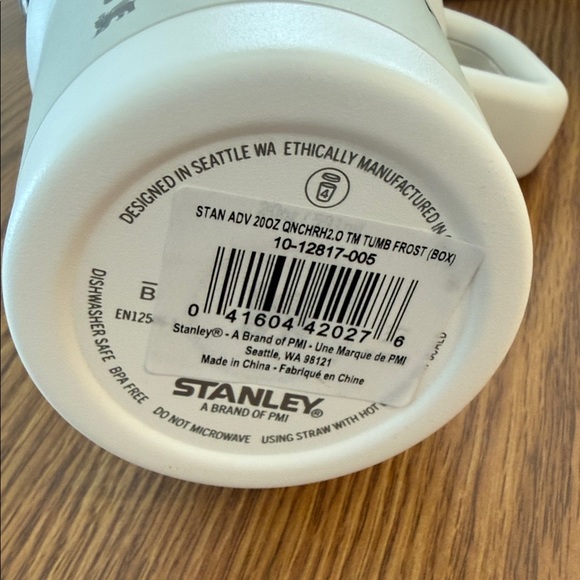 DESIGNED IN SEATTLE WA ETHICALLY MANUFACTURED IN
4
STAN ADV 20OZ QNCHRH2.O TM TUMB FROST (BOX)
10-12817-005
0 41604 42027 6
Stanley® - A Brand of PMI - Une Marque de PMI
Seattle, WA 98121
Made in China - Fabriqué en Chine
B
EN125
STANLEY®
A BRAND OF PMI
DISHWASHER SAFE BPA FREE DO NOT MICROWAVE USING STRAW WITH HOT